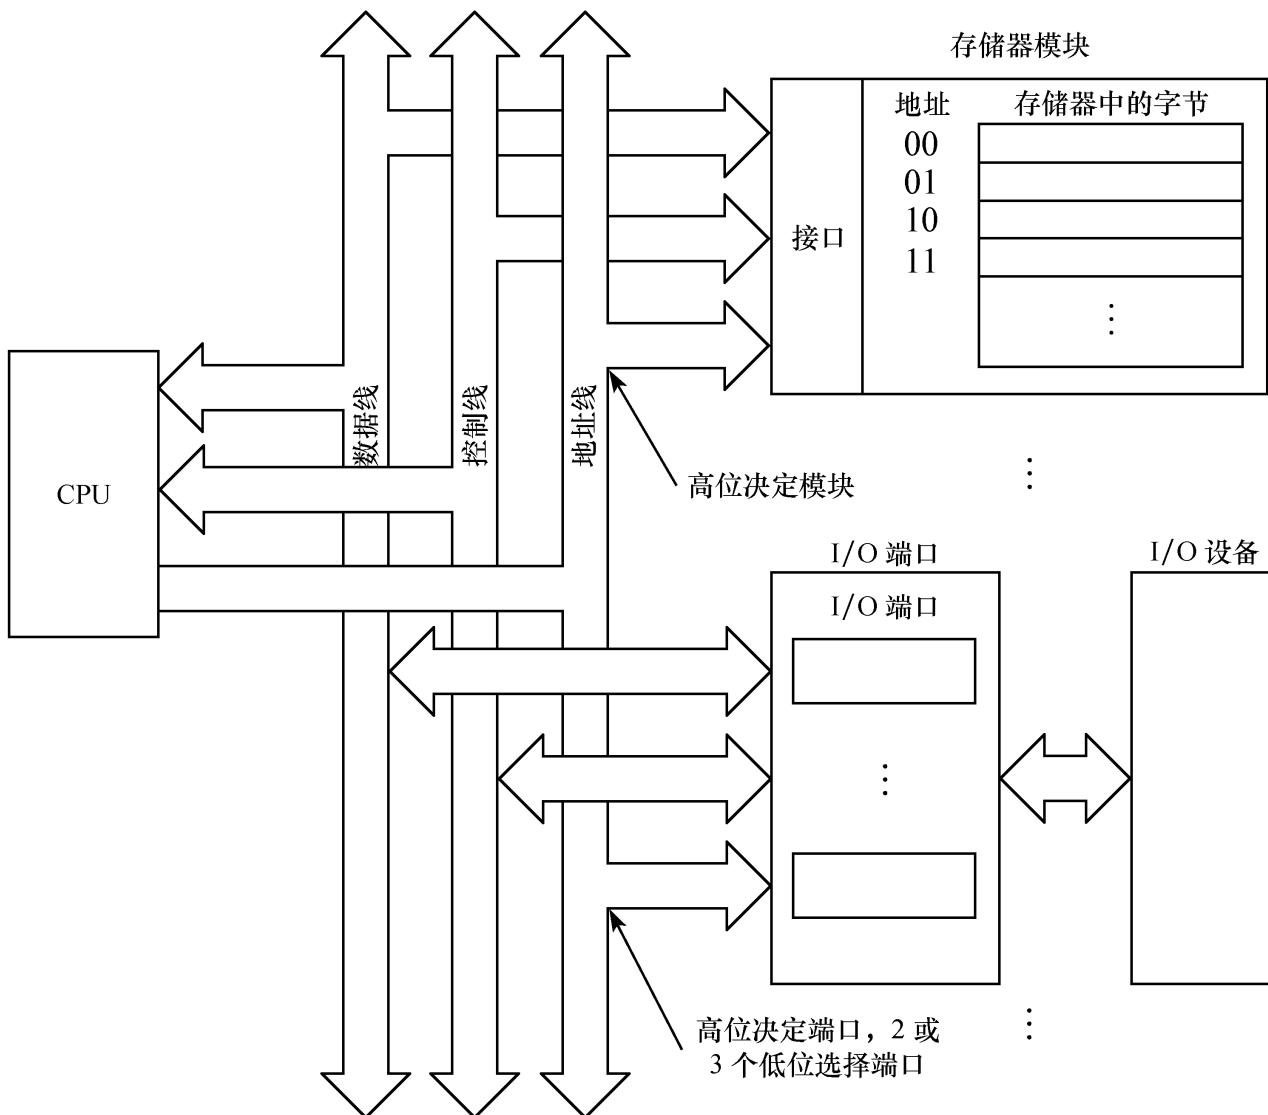 存储器模块
地址
存储器中的字节
00
01
10
11
接口
⋮
数据线
控制线
地址线
CPU
高位决定模块
⋮
I/O 端口
I/O 设备
I/O 端口
⋮
高位决定端口，2 或
3 个低位选择端口
⋮